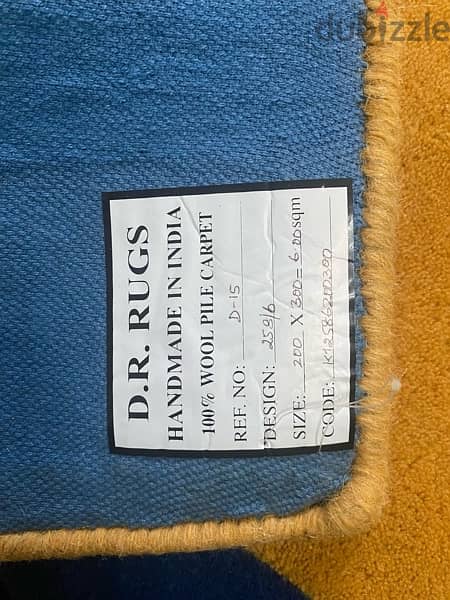 dubizzle
D.R. RUGS
HANDMADE IN INDIA
100% WOOL PILE CARPET
REF. NO: D-15
DESIGN: 259/6
SIZE: 200 X 300 = 6.00 sqm